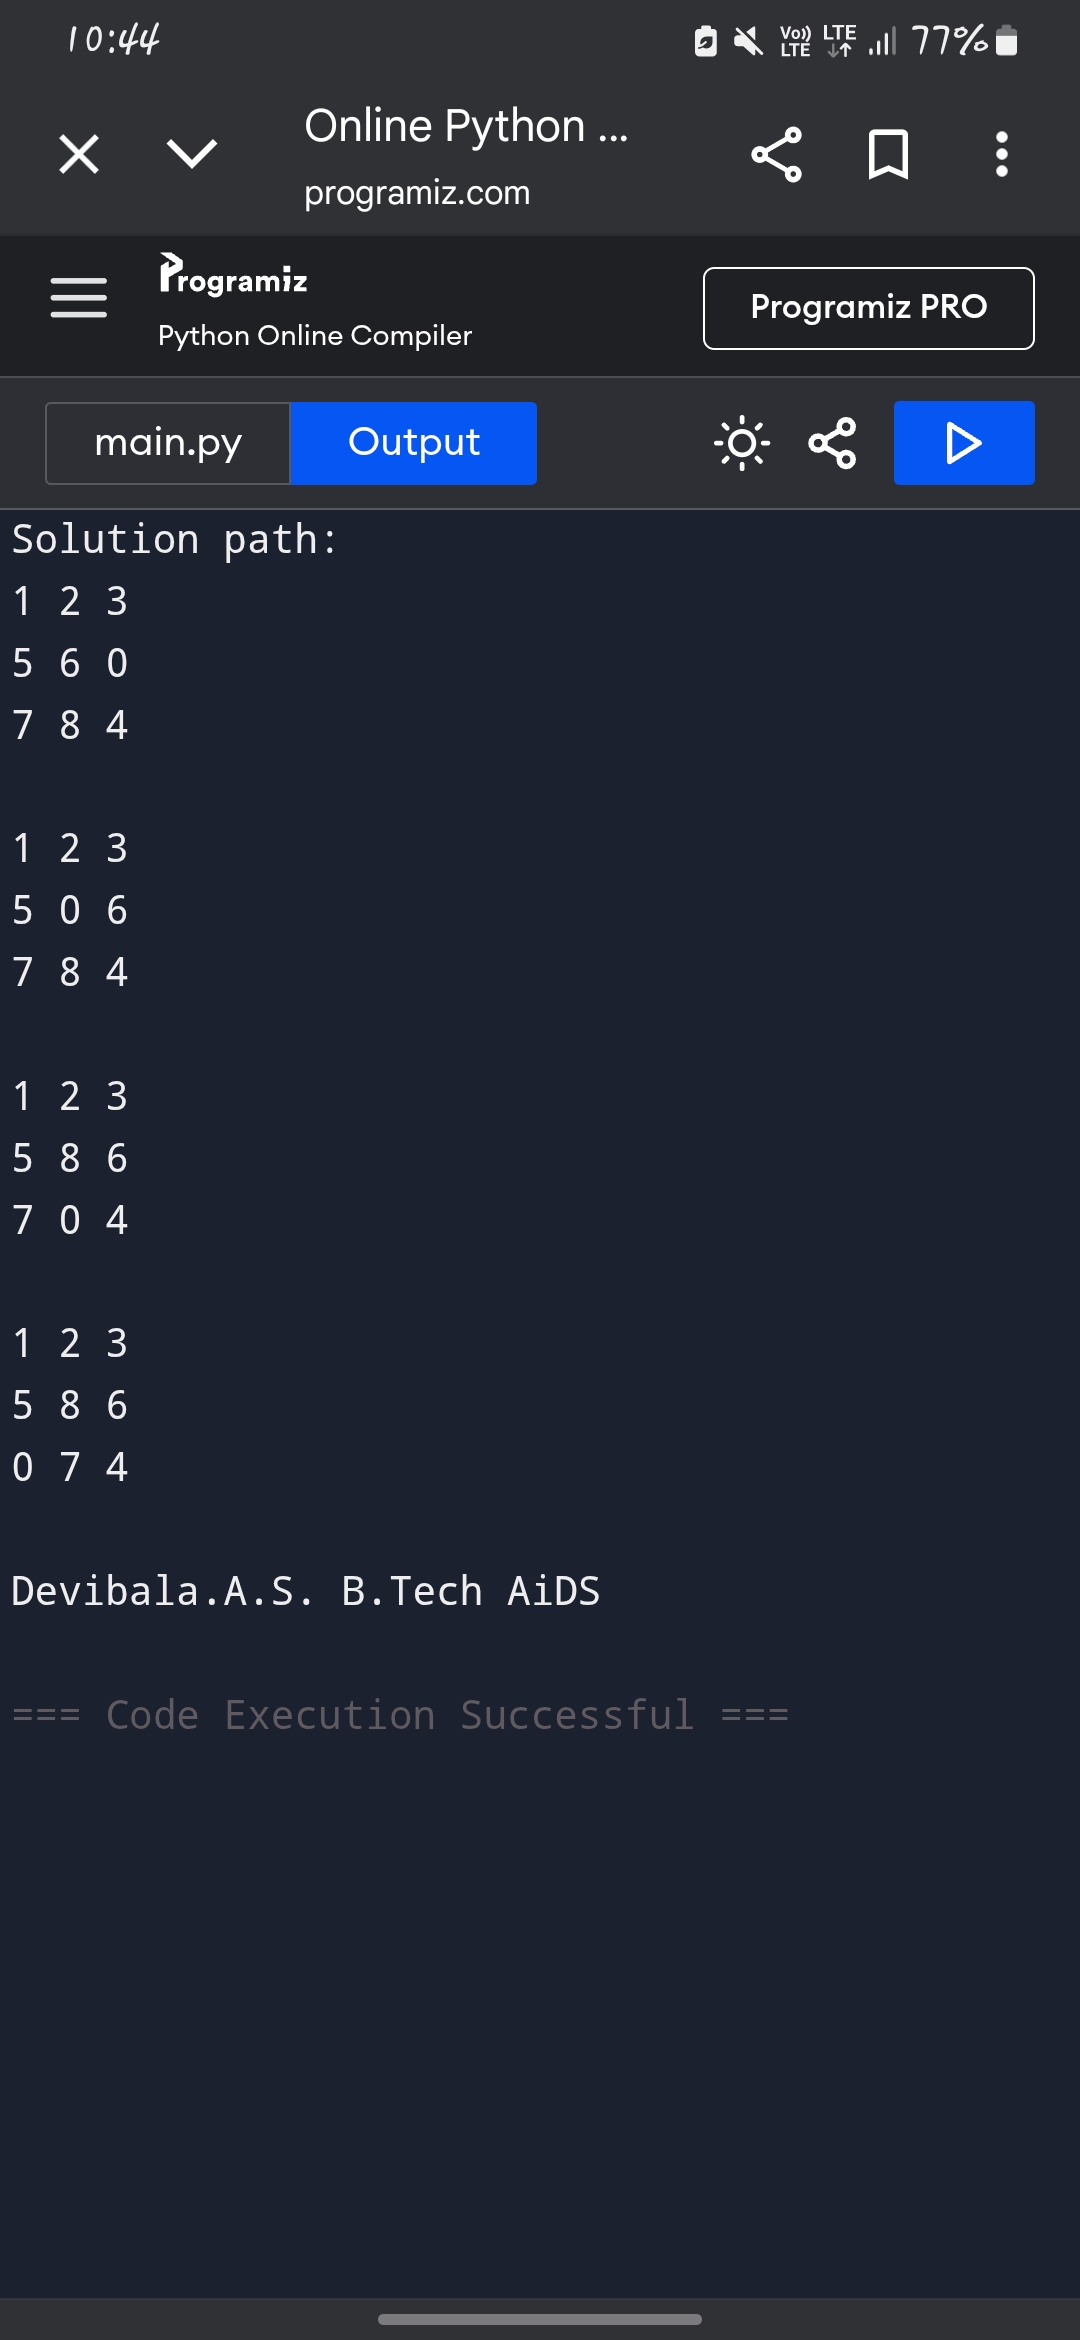 10:44
Vo)) LTE LTE 77%
Online Python ...
programiz.com
Programiz
Python Online Compiler
Programiz PRO
main.py
Output
Solution path:
1 2 3
5 6 0
7 8 4
1 2 3
5 0 6
7 8 4
1 2 3
5 8 6
7 0 4
1 2 3
5 8 6
0 7 4
Devibala.A.S. B.Tech AiDS
=== Code Execution Successful ===